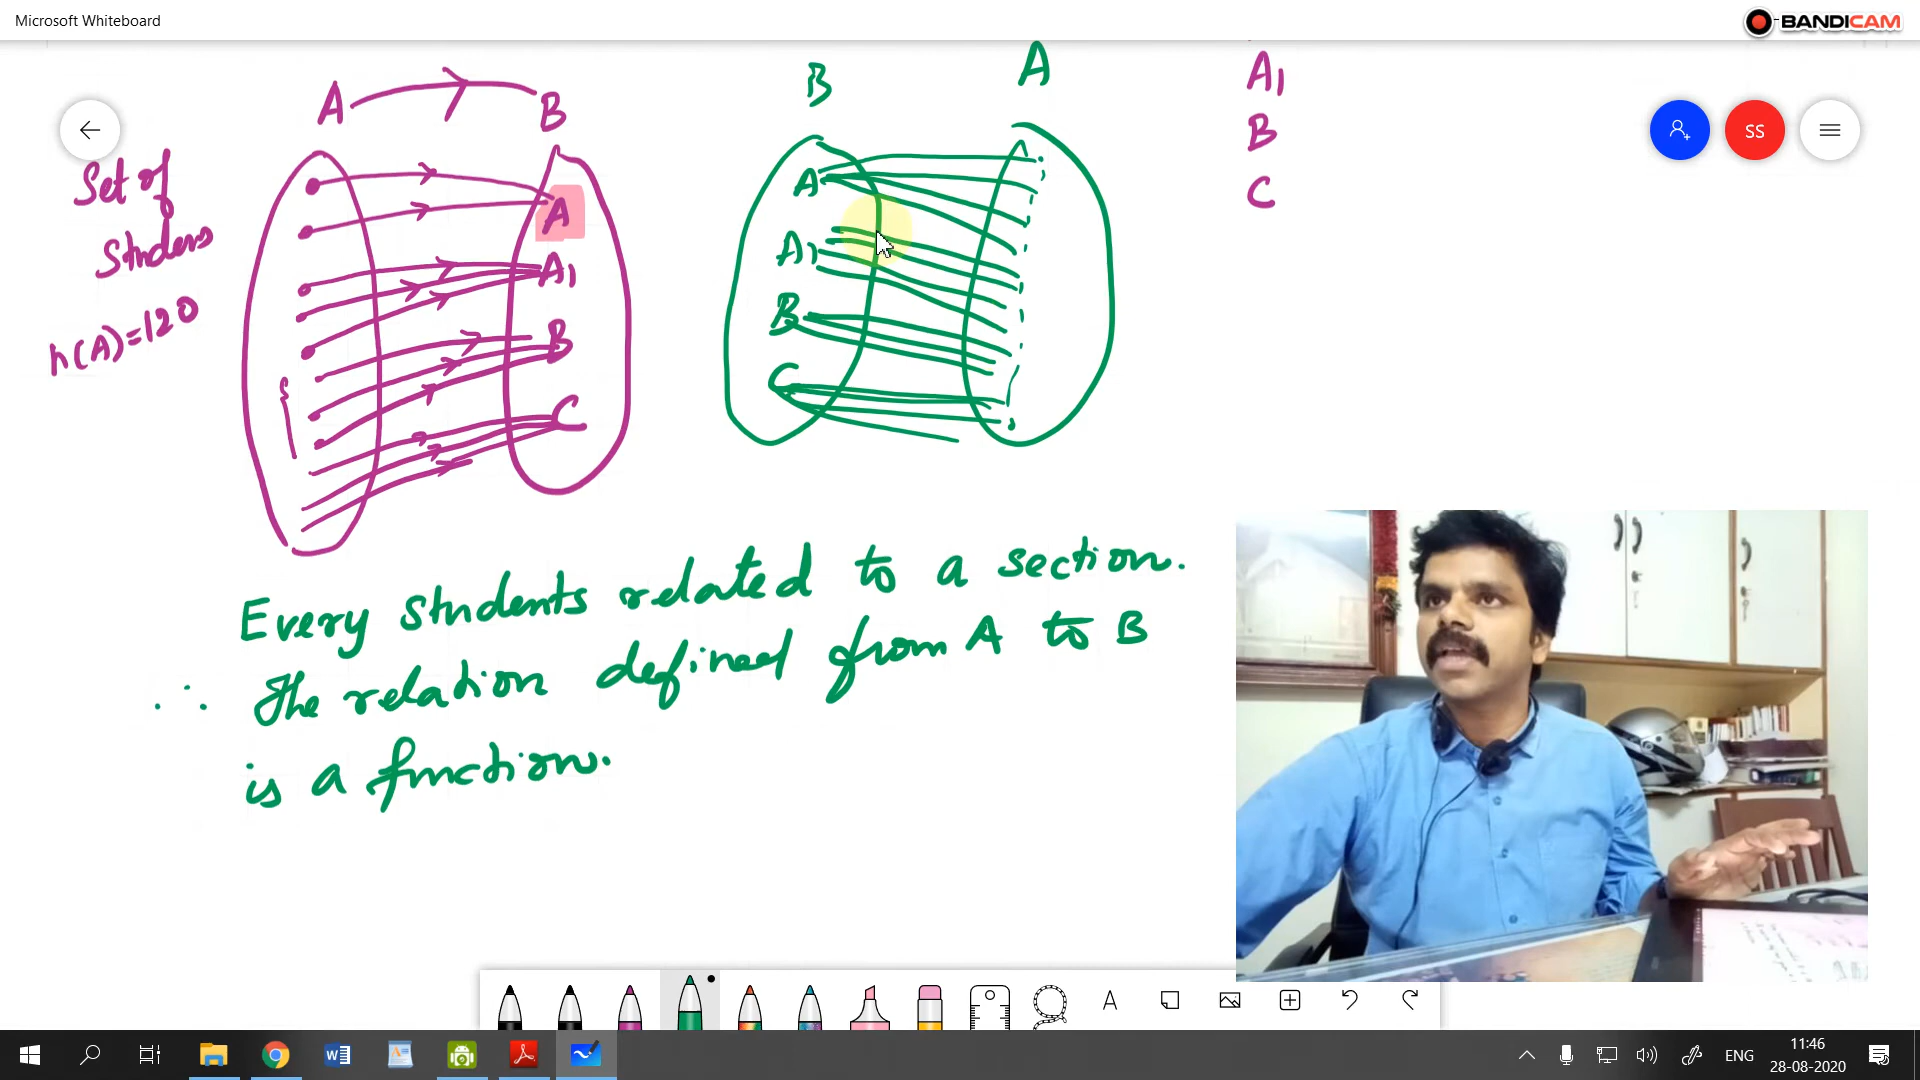 Microsoft Whiteboard
BANDICAM
A B
B A
A1
B
C
SS
Set of
Studens
n(A)=120
A
A1
B
C
A
A1
B
C
Every students related to a section.
∴ The relation defined from A to B
is a function.
A
ENG
11:46
28-08-2020